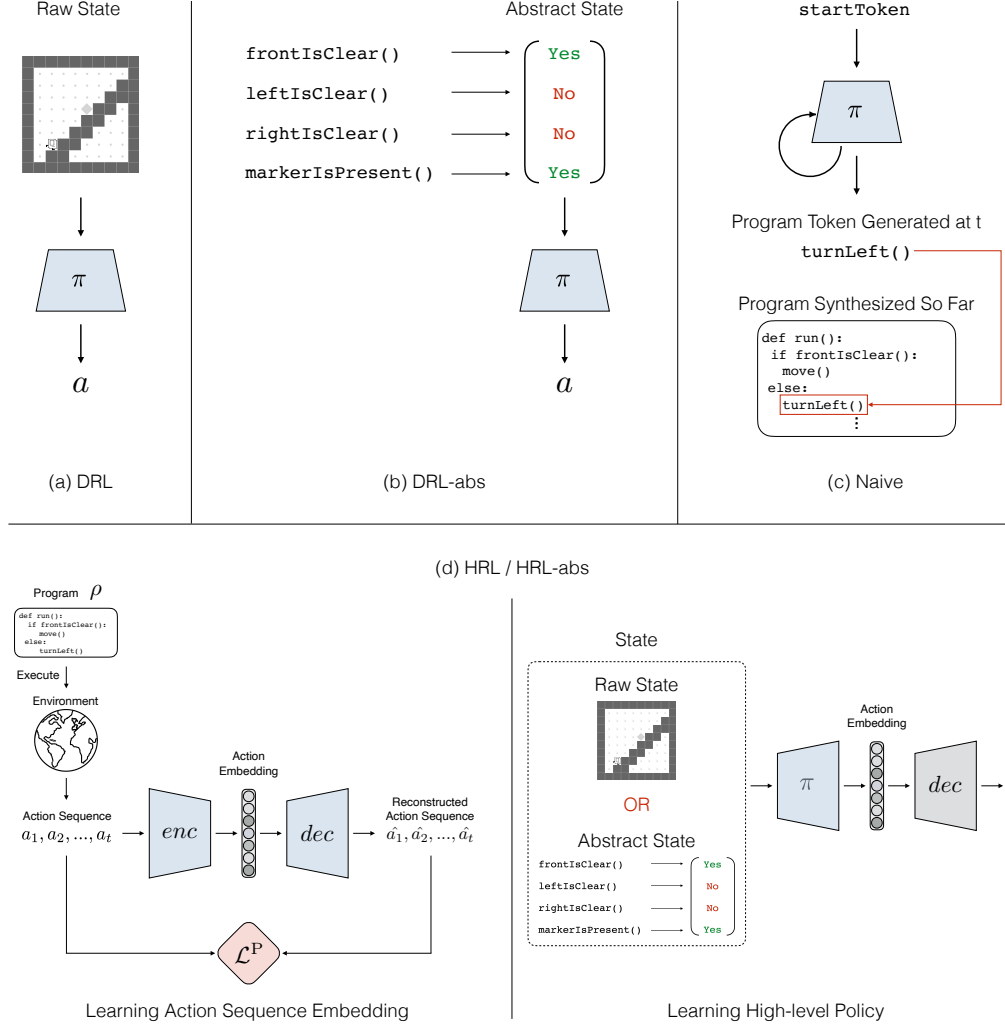 Raw State
π
a
(a) DRL
Abstract State
frontIsClear() Yes
leftIsClear() No
rightIsClear() No
markerIsPresent() Yes
π
a
(b) DRL-abs
startToken
π
Program Token Generated at t
turnLeft()
Program Synthesized So Far
def run():
if frontIsClear():
move()
else:
turnLeft()
⋮
(c) Naive
(d) HRL / HRL-abs
Program ρ
def run():
if frontIsClear():
move()
else:
turnLeft()
Execute
Environment
Action Sequence
a₁, a₂, ..., aₜ
enc
Action
Embedding
dec
Reconstructed
Action Sequence
â₁, â₂, ..., âₜ
ℒᴾ
Learning Action Sequence Embedding
State
Raw State
OR
Abstract State
frontIsClear() Yes
leftIsClear() No
rightIsClear() No
markerIsPresent() Yes
π
Action
Embedding
dec
Learning High-level Policy